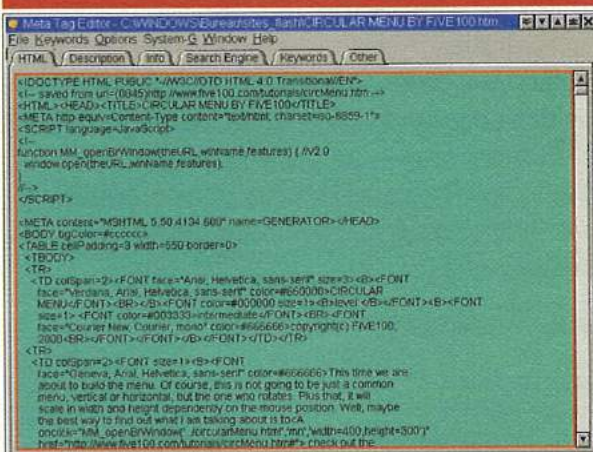 Meta Tag Editor - C:\WINDOWS\Bureau\sites_flash\CIRCULAR MENU BY FIVE100.htm
File Keywords Options System-G Window Help
HTML Description Info Search Engine Keywords Other
<!DOCTYPE HTML PUBLIC "-//W3C//DTD HTML 4.0 Transitional//EN">
<!-- saved from url=(0045)http://www.five100.com/tutorials/circMenu.htm -->
<HTML><HEAD><TITLE>CIRCULAR MENU BY FIVE100</TITLE>
<META http-equiv=Content-Type content="text/html; charset=iso-8859-1">
<SCRIPT language=JavaScript>
<!--
function MM_openBrWindow(theURL,winName,features) { //v2.0
window.open(theURL,winName,features);
}
//-->
</SCRIPT>
<META content="MSHTML 5.50.4134.600" name=GENERATOR></HEAD>
<BODY bgColor=#cccccc>
<TABLE cellPadding=3 width=550 border=0>
<TBODY>
<TR>
<TD colSpan=2><FONT face="Arial, Helvetica, sans-serif" size=3><B><FONT
face="Verdana, Arial, Helvetica, sans-serif" color=#660000>CIRCULAR
MENU</FONT><BR></B><FONT color=#000000 size=1><B>level </B></FONT><B><FONT
size=1> <FONT color=#003333>intermediate</FONT><BR><FONT
face="Courier New, Courier, mono" color=#666666>copyright(c) FIVE100,
2000<BR></FONT></FONT></B></FONT></TD></TR>
<TR>
<TD colSpan=2><FONT size=1><B><FONT
face="Geneva, Arial, Helvetica, sans-serif" color=#666666>This time we are
about to build the menu. Of course, this is not going to be just a common
menu, vertical or horizontal, but the one who rotates. Plus that, it will
scale in width and height dependently on the mouse position. Well, maybe
the best way to find out what I am talking about is to<A
onclick="MM_openBrWindow('./circularMenu.html','mn','width=400,height=300')"
href="http://www.five100.com/tutorials/circMenu.htm#"> check out the